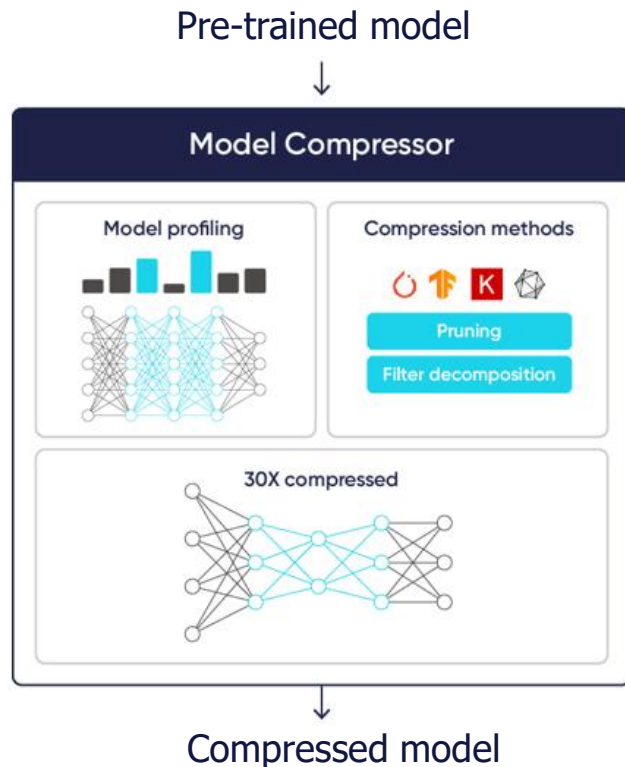 Pre-trained model
Model Compressor
Model profiling
Compression methods
K
Pruning
Filter decomposition
30X compressed
Compressed model